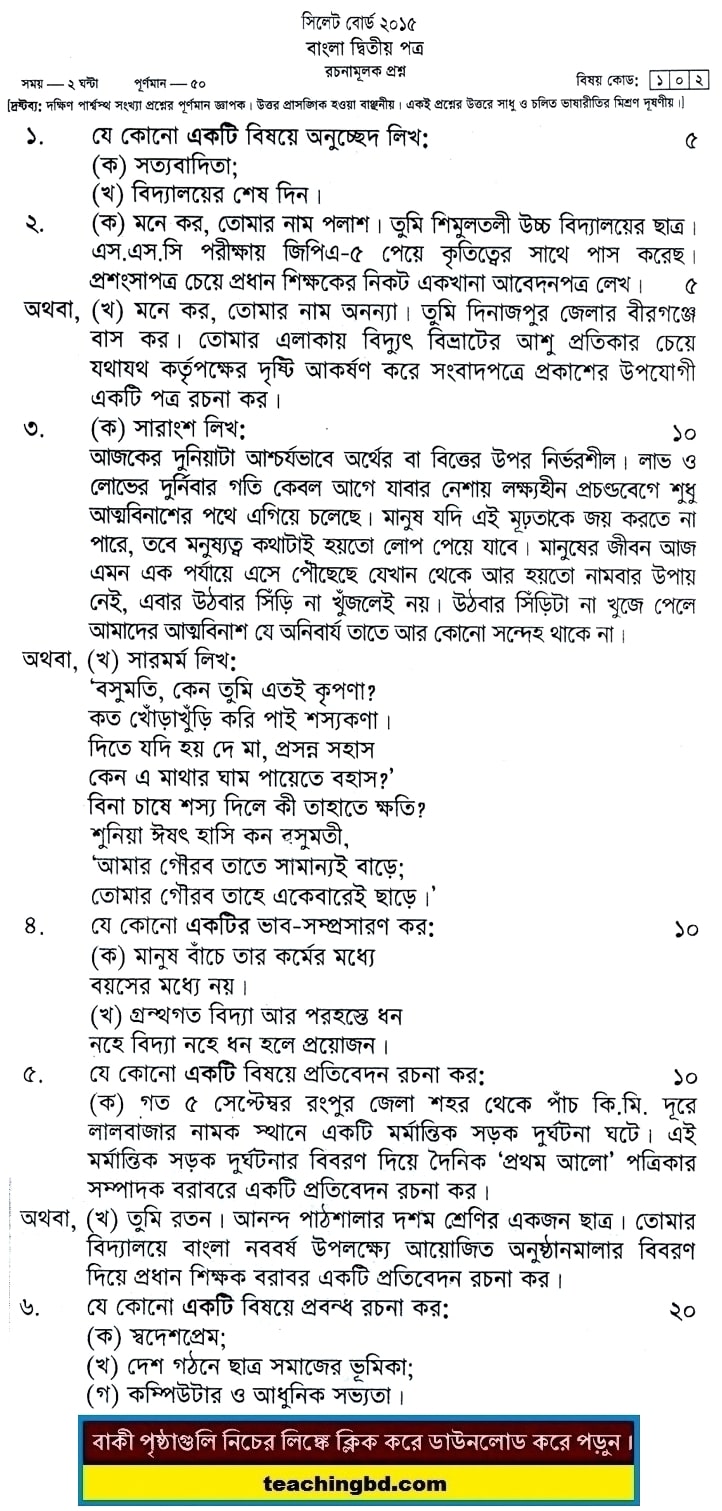 সিলেট বোর্ড ২০১৫
বাংলা দ্বিতীয় পত্র
রচনামূলক প্রশ্ন
সময় — ২ ঘন্টা পূর্ণমান — ৫০ বিষয় কোড: ১ ০ ২
[দ্রষ্টব্য: দক্ষিণ পার্শ্বস্থ সংখ্যা প্রশ্নের পূর্ণমান জ্ঞাপক। উত্তর প্রাসঙ্গিক হওয়া বাঞ্ছনীয়। একই প্রশ্নের উত্তরে সাধু ও চলিত ভাষারীতির মিশ্রণ দূষণীয়।]
১. যে কোনো একটি বিষয়ে অনুচ্ছেদ লিখ: ৫
(ক) সত্যবাদিতা;
(খ) বিদ্যালয়ের শেষ দিন।
২. (ক) মনে কর, তোমার নাম পলাশ। তুমি শিমুলতলী উচ্চ বিদ্যালয়ের ছাত্র।
এস.এস.সি পরীক্ষায় জিপিএ-৫ পেয়ে কৃতিত্বের সাথে পাস করেছ।
প্রশংসাপত্র চেয়ে প্রধান শিক্ষকের নিকট একখানা আবেদনপত্র লেখ। ৫
অথবা, (খ) মনে কর, তোমার নাম অনন্যা। তুমি দিনাজপুর জেলার বীরগঞ্জে
বাস কর। তোমার এলাকায় বিদ্যুৎ বিভ্রাটের আশু প্রতিকার চেয়ে
যথাযথ কর্তৃপক্ষের দৃষ্টি আকর্ষণ করে সংবাদপত্রে প্রকাশের উপযোগী
একটি পত্র রচনা কর।
৩. (ক) সারাংশ লিখ: ১০
আজকের দুনিয়াটা আশ্চর্যভাবে অর্থের বা বিত্তের উপর নির্ভরশীল। লাভ ও
লোভের দুর্নিবার গতি কেবল আগে যাবার নেশায় লক্ষ্যহীন প্রচণ্ডবেগে শুধু
আত্মবিনাশের পথে এগিয়ে চলেছে। মানুষ যদি এই মূঢ়তাকে জয় করতে না
পারে, তবে মনুষ্যত্ব কথাটাই হয়তো লোপ পেয়ে যাবে। মানুষের জীবন আজ
এমন এক পর্যায়ে এসে পৌঁছেছে যেখান থেকে আর হয়তো নামবার উপায়
নেই, এবার উঠবার সিঁড়ি না খুঁজলেই নয়। উঠবার সিঁড়িটা না খুজে পেলে
আমাদের আত্মবিনাশ যে অনিবার্য তাতে আর কোনো সন্দেহ থাকে না।
অথবা, (খ) সারমর্ম লিখ:
'বসুমতি, কেন তুমি এতই কৃপণা?
কত খোঁড়াখুঁড়ি করি পাই শস্যকণা।
দিতে যদি হয় দে মা, প্রসন্ন সহাস
কেন এ মাথার ঘাম পায়েতে বহাস?'
বিনা চাষে শস্য দিলে কী তাহাতে ক্ষতি?
শুনিয়া ঈষৎ হাসি কন বসুমতী,
'আমার গৌরব তাতে সামান্যই বাড়ে;
তোমার গৌরব তাহে একেবারেই ছাড়ে।'
৪. যে কোনো একটির ভাব-সম্প্রসারণ কর: ১০
(ক) মানুষ বাঁচে তার কর্মের মধ্যে
বয়সের মধ্যে নয়।
(খ) গ্রন্থগত বিদ্যা আর পরহস্তে ধন
নহে বিদ্যা নহে ধন হলে প্রয়োজন।
৫. যে কোনো একটি বিষয়ে প্রতিবেদন রচনা কর: ১০
(ক) গত ৫ সেপ্টেম্বর রংপুর জেলা শহর থেকে পাঁচ কি.মি. দূরে
লালবাজার নামক স্থানে একটি মর্মান্তিক সড়ক দুর্ঘটনা ঘটে। এই
মর্মান্তিক সড়ক দুর্ঘটনার বিবরণ দিয়ে দৈনিক 'প্রথম আলো' পত্রিকার
সম্পাদক বরাবরে একটি প্রতিবেদন রচনা কর।
অথবা, (খ) তুমি রতন। আনন্দ পাঠশালার দশম শ্রেণির একজন ছাত্র। তোমার
বিদ্যালয়ে বাংলা নববর্ষ উপলক্ষ্যে আয়োজিত অনুষ্ঠানমালার বিবরণ
দিয়ে প্রধান শিক্ষক বরাবর একটি প্রতিবেদন রচনা কর।
৬. যে কোনো একটি বিষয়ে প্রবন্ধ রচনা কর: ২০
(ক) স্বদেশপ্রেম;
(খ) দেশ গঠনে ছাত্র সমাজের ভূমিকা;
(গ) কম্পিউটার ও আধুনিক সভ্যতা।
বাকী পৃষ্ঠাগুলি নিচের লিঙ্কে ক্লিক করে ডাউনলোড করে পড়ুন।
teachingbd.com